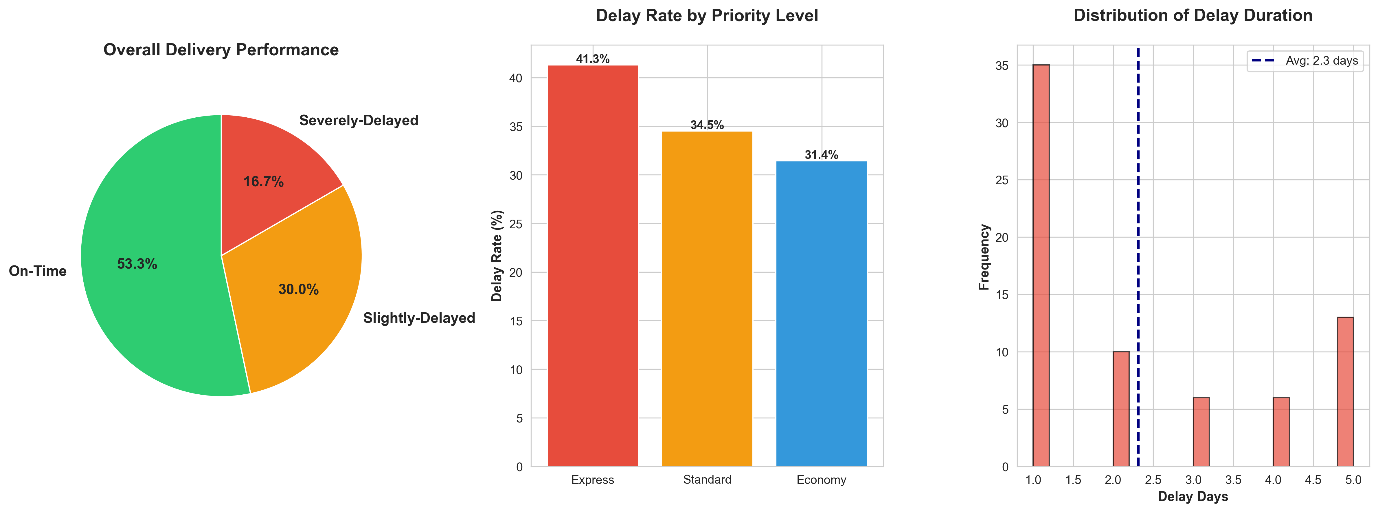 Overall Delivery Performance
Severely-Delayed
16.7%
53.3%
On-Time
30.0%
Slightly-Delayed
Delay Rate by Priority Level
Delay Rate (%)
40
35
30
25
20
15
10
5
0
41.3%
34.5%
31.4%
Express
Standard
Economy
Distribution of Delay Duration
Avg: 2.3 days
Frequency
35
30
25
20
15
10
5
0
1.0
1.5
2.0
2.5
3.0
3.5
4.0
4.5
5.0
Delay Days